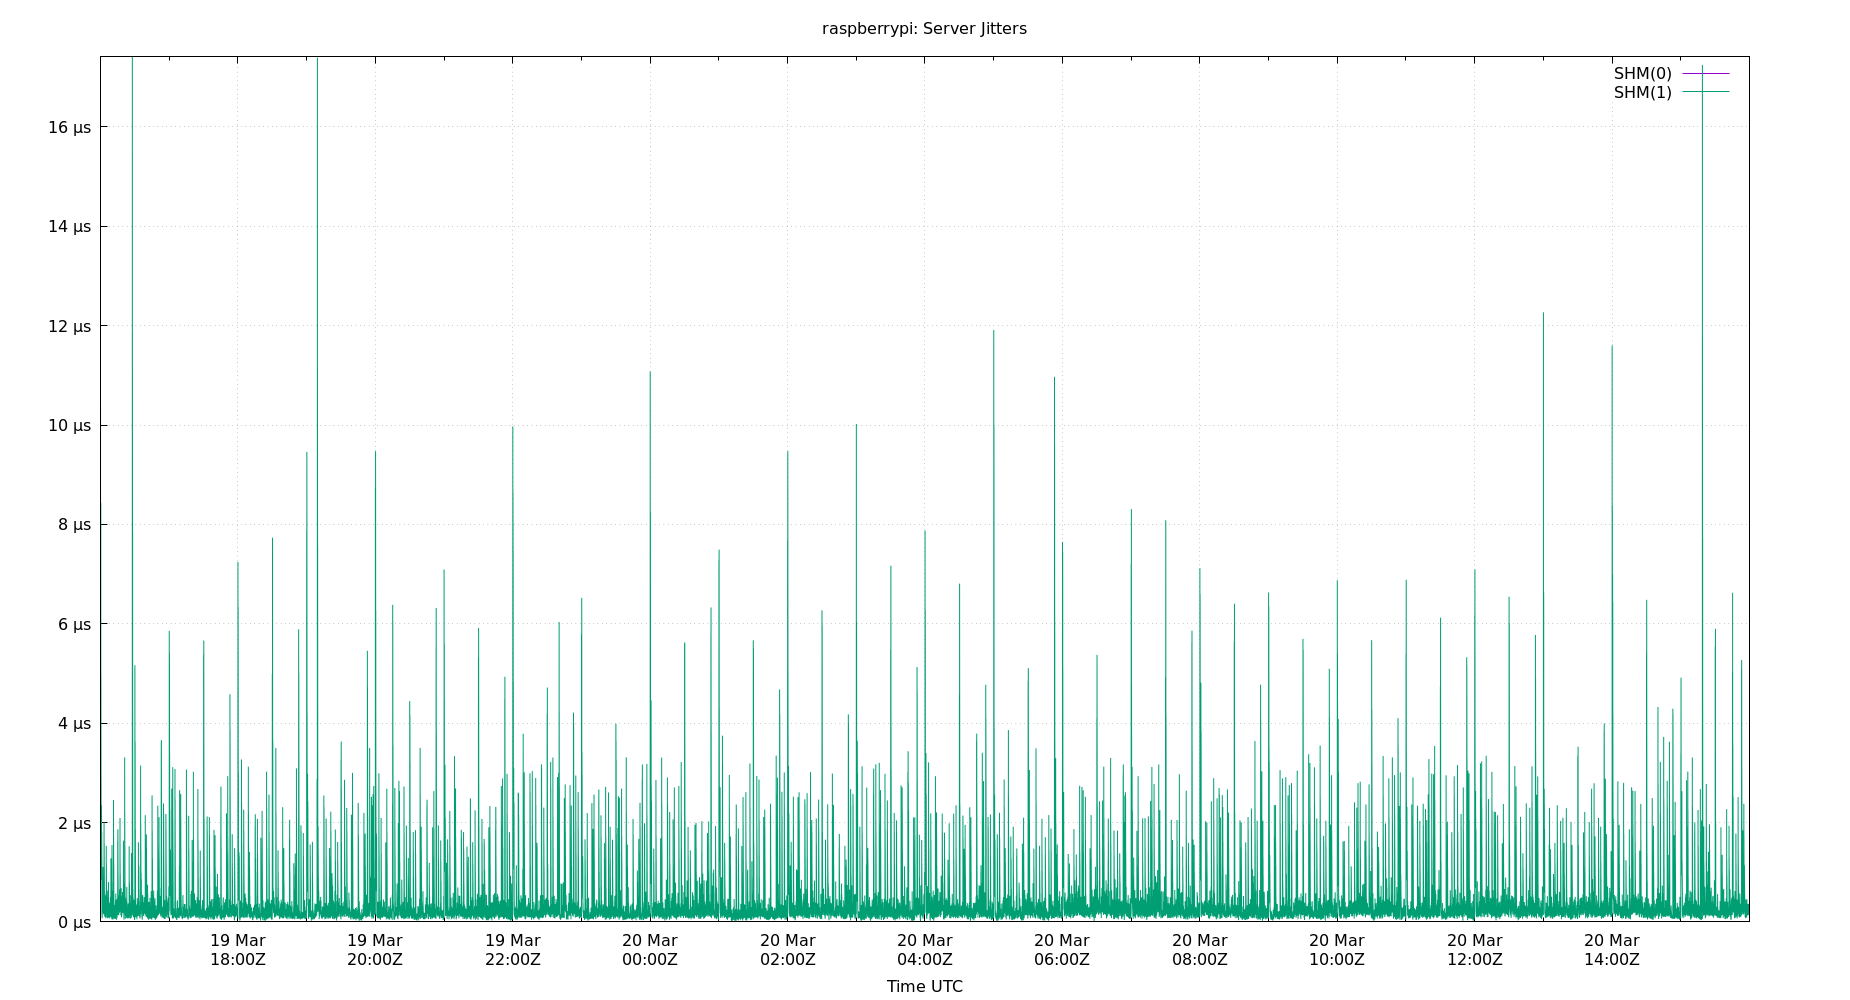 raspberrypi: Server Jitters
SHM(0)
SHM(1)
16 µs
14 µs
12 µs
10 µs
8 µs
6 µs
4 µs
2 µs
0 µs
19 Mar 19 Mar 19 Mar 20 Mar 20 Mar 20 Mar 20 Mar 20 Mar 20 Mar 20 Mar 20 Mar
18:00Z 20:00Z 22:00Z 00:00Z 02:00Z 04:00Z 06:00Z 08:00Z 10:00Z 12:00Z 14:00Z
Time UTC